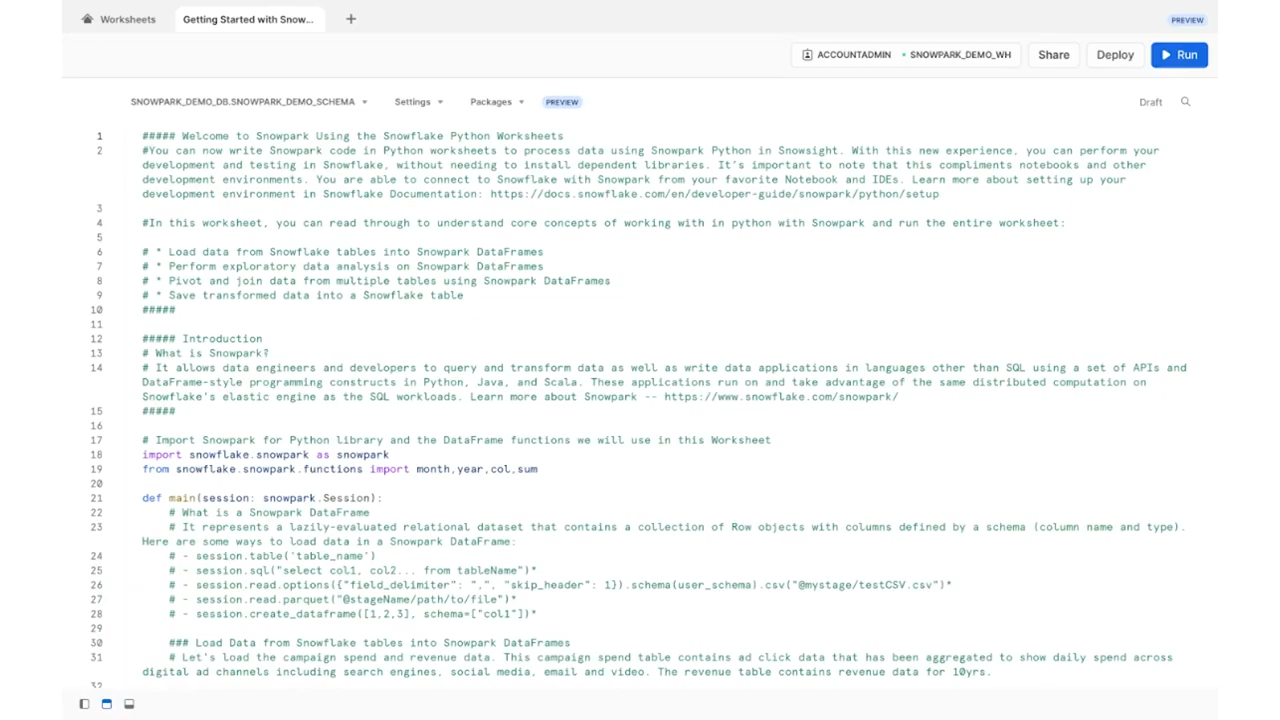 Worksheets
Getting Started with Snow...
+
PREVIEW
ACCOUNTADMIN
SNOWPARK_DEMO_WH
Share
Deploy
Run
SNOWPARK_DEMO_DB.SNOWPARK_DEMO_SCHEMA
Settings
Packages
PREVIEW
Draft
1 ##### Welcome to Snowpark Using the Snowflake Python Worksheets
2 #You can now write Snowpark code in Python worksheets to process data using Snowpark Python in Snowsight. With this new experience, you can perform your
development and testing in Snowflake, without needing to install dependent libraries. It's important to note that this compliments notebooks and other
development environments. You are able to connect to Snowflake with Snowpark from your favorite Notebook and IDEs. Learn more about setting up your
development environment in Snowflake Documentation: https://docs.snowflake.com/en/developer-guide/snowpark/python/setup
3
4 #In this worksheet, you can read through to understand core concepts of working with in python with Snowpark and run the entire worksheet:
5
6 # * Load data from Snowflake tables into Snowpark DataFrames
7 # * Perform exploratory data analysis on Snowpark DataFrames
8 # * Pivot and join data from multiple tables using Snowpark DataFrames
9 # * Save transformed data into a Snowflake table
10 #####
11
12 ##### Introduction
13 # What is Snowpark?
14 # It allows data engineers and developers to query and transform data as well as write data applications in languages other than SQL using a set of APIs and
DataFrame-style programming constructs in Python, Java, and Scala. These applications run on and take advantage of the same distributed computation on
Snowflake's elastic engine as the SQL workloads. Learn more about Snowpark -- https://www.snowflake.com/snowpark/
15 #####
16
17 # Import Snowpark for Python library and the DataFrame functions we will use in this Worksheet
18 import snowflake.snowpark as snowpark
19 from snowflake.snowpark.functions import month,year,col,sum
20
21 def main(session: snowpark.Session):
22 # What is a Snowpark DataFrame
23 # It represents a lazily-evaluated relational dataset that contains a collection of Row objects with columns defined by a schema (column name and type).
Here are some ways to load data in a Snowpark DataFrame:
24 # - session.table('table_name')
25 # - session.sql("select col1, col2... from tableName")*
26 # - session.read.options({"field_delimiter": ",", "skip_header": 1}).schema(user_schema).csv("@mystage/testCSV.csv")*
27 # - session.read.parquet("@stageName/path/to/file")*
28 # - session.create_dataframe([1,2,3], schema=["col1"])*
29
30 ### Load Data from Snowflake tables into Snowpark DataFrames
31 # Let's load the campaign spend and revenue data. This campaign spend table contains ad click data that has been aggregated to show daily spend across
digital ad channels including search engines, social media, email and video. The revenue table contains revenue data for 10yrs.
32